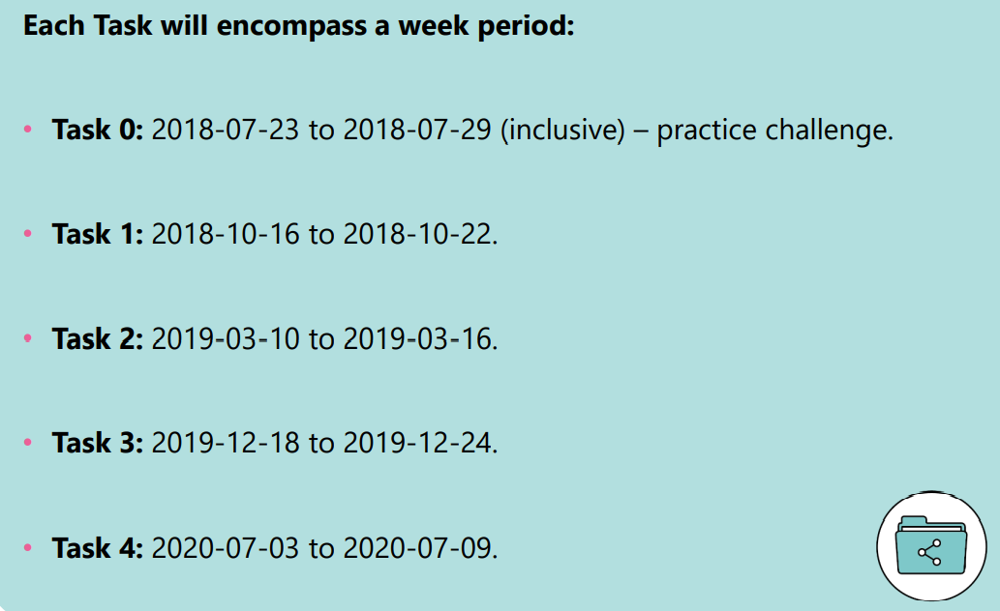 Each Task will encompass a week period:
• Task 0: 2018-07-23 to 2018-07-29 (inclusive) – practice challenge.
• Task 1: 2018-10-16 to 2018-10-22.
• Task 2: 2019-03-10 to 2019-03-16.
• Task 3: 2019-12-18 to 2019-12-24.
• Task 4: 2020-07-03 to 2020-07-09.